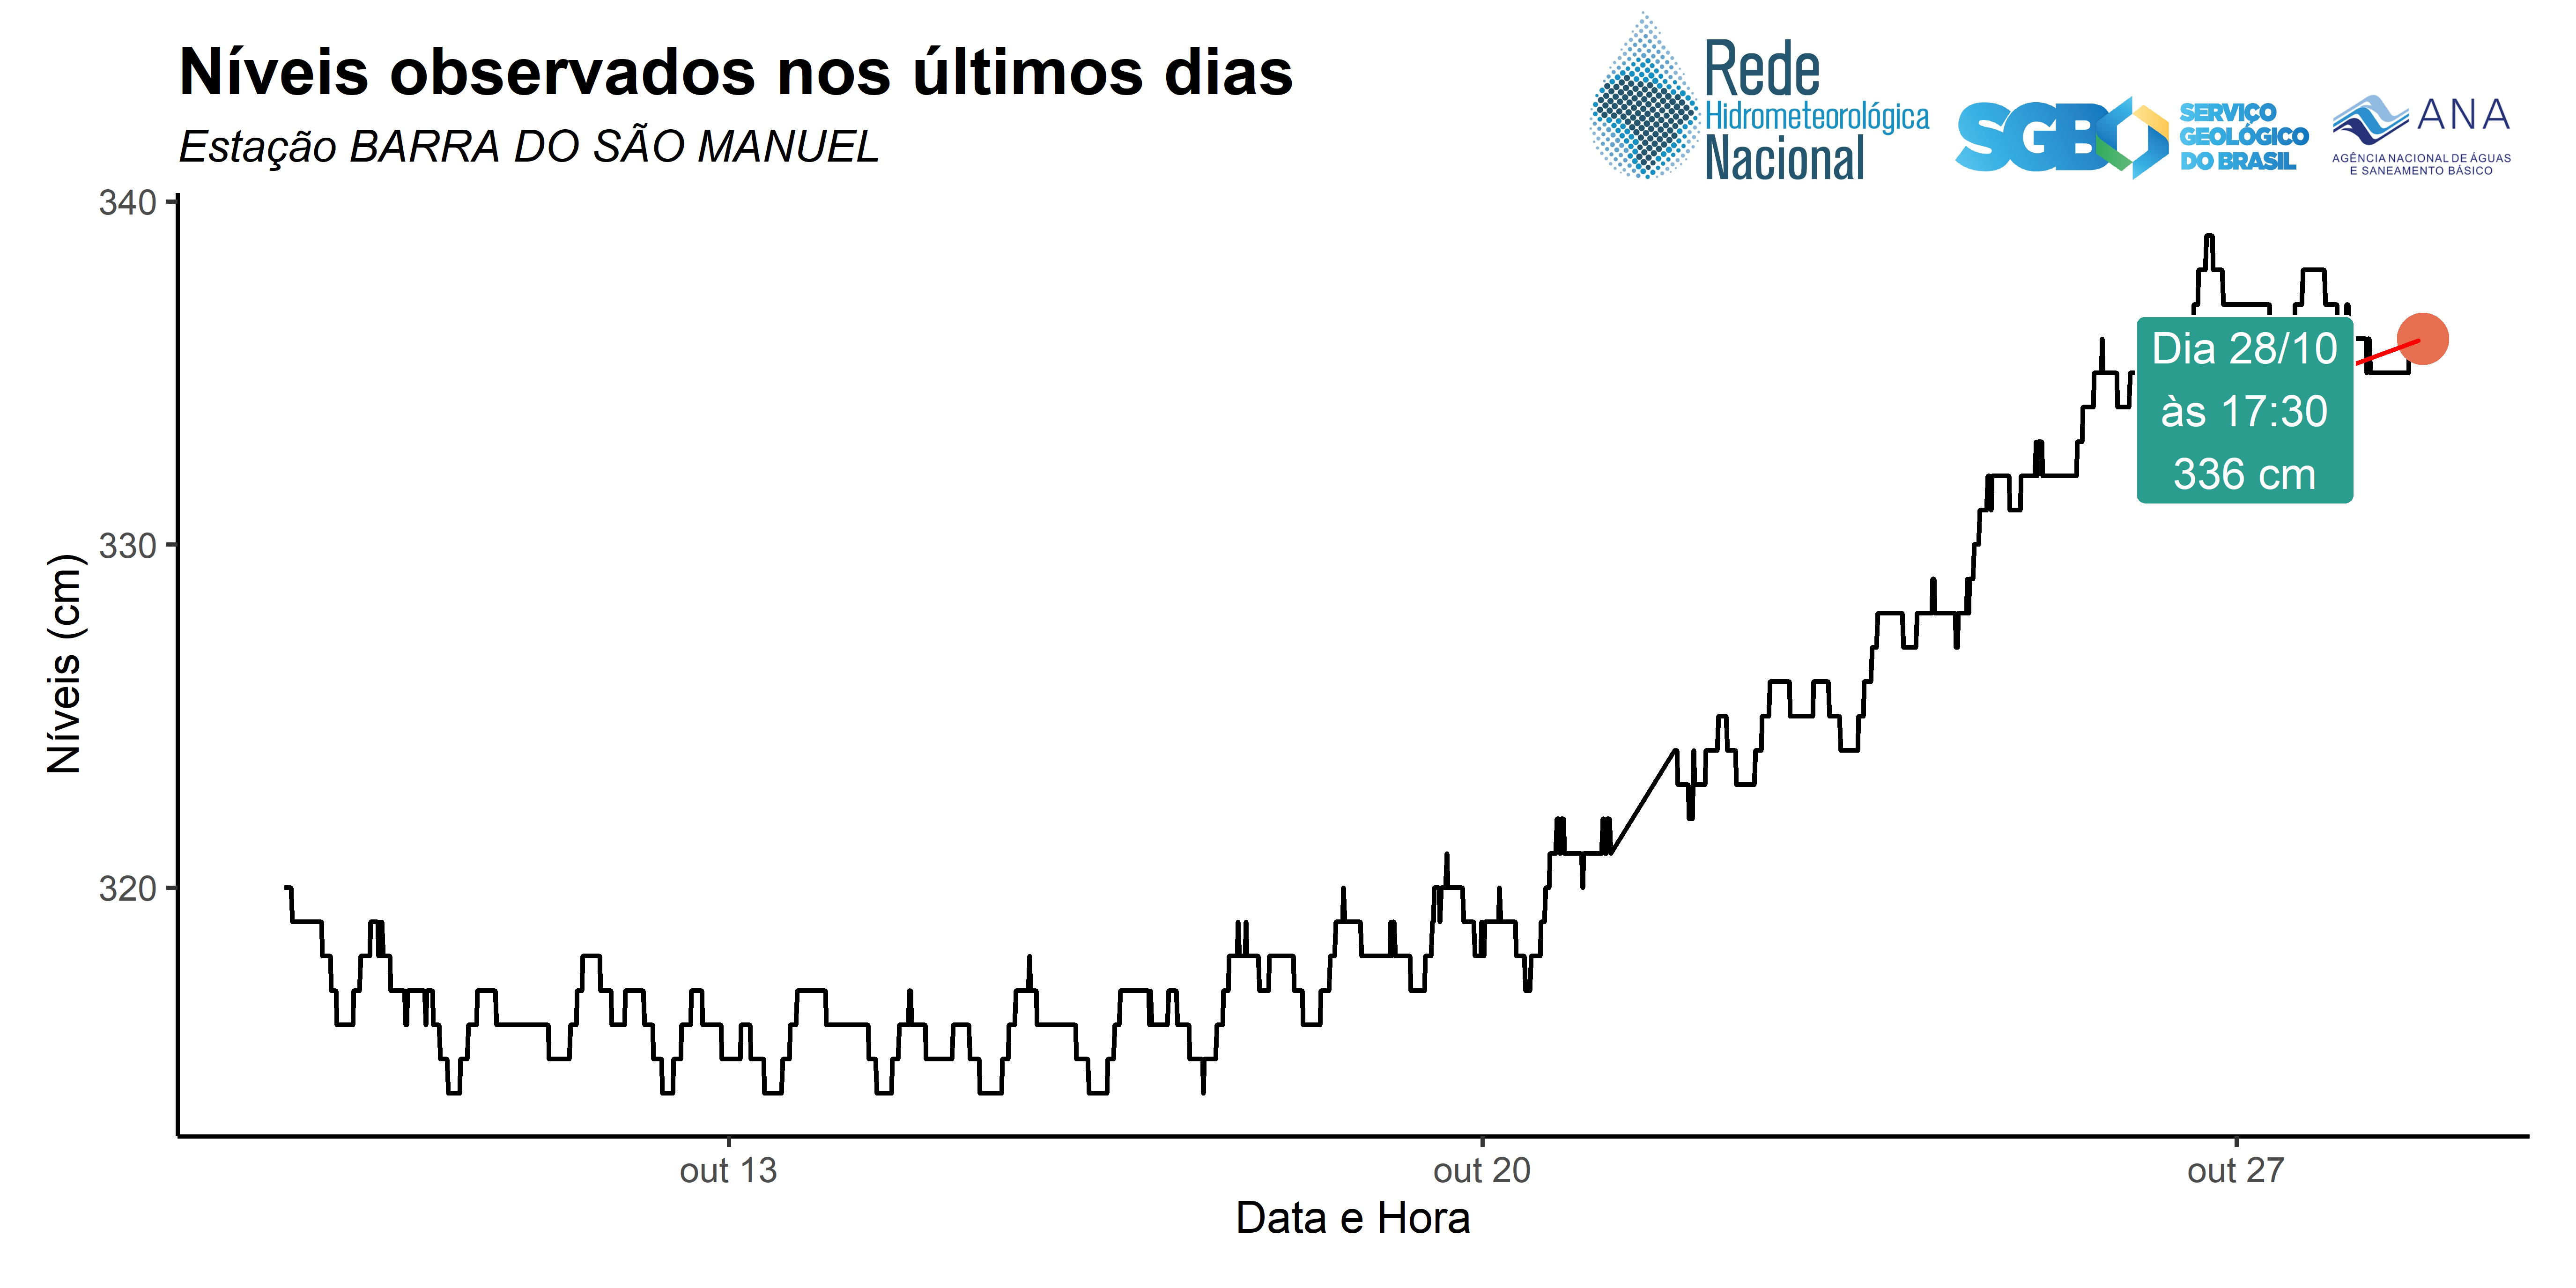 Níveis observados nos últimos dias
Estação BARRA DO SÃO MANUEL
Rede
Hidrometeorológica
Nacional
SGB
SERVIÇO
GEOLÓGICO
DO BRASIL
ANA
AGÊNCIA NACIONAL DE ÁGUAS
E SANEAMENTO BÁSICO
340
330
320
Níveis (cm)
Dia 28/10
às 17:30
336 cm
out 13
out 20
out 27
Data e Hora